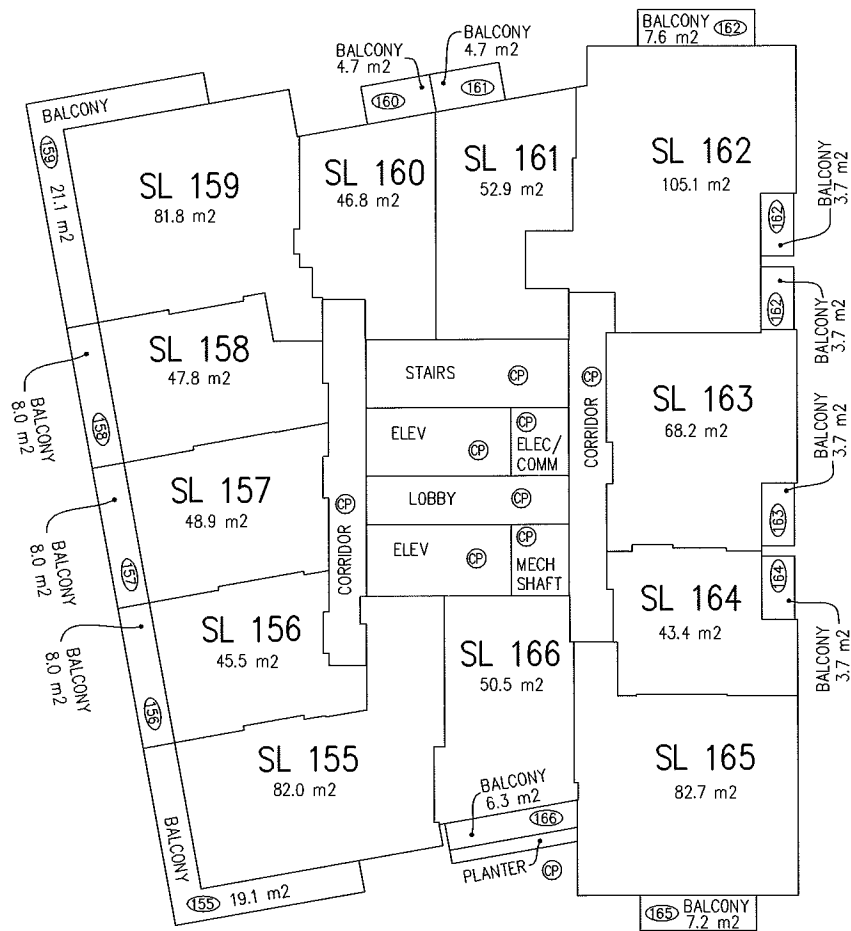 BALCONY
7.6 m2 162
BALCONY
4.7 m2
BALCONY
4.7 m2
160
161
BALCONY
159
21.1 m2
SL 159
81.8 m2
SL 160
46.8 m2
SL 161
52.9 m2
SL 162
105.1 m2
162
BALCONY
3.7 m2
162
BALCONY
3.7 m2
SL 158
47.8 m2
BALCONY
8.0 m2
158
STAIRS CP
CP
CORRIDOR
SL 163
68.2 m2
BALCONY
3.7 m2
163
ELEV CP
CP
ELEC/
COMM
SL 157
48.9 m2
BALCONY
8.0 m2
157
CP
CORRIDOR
LOBBY CP
ELEV CP
CP
MECH
SHAFT
164
BALCONY
3.7 m2
SL 164
43.4 m2
SL 156
45.5 m2
BALCONY
8.0 m2
156
SL 166
50.5 m2
SL 155
82.0 m2
SL 165
82.7 m2
BALCONY
6.3 m2
166
PLANTER CP
BALCONY
155 19.1 m2
165 BALCONY
7.2 m2